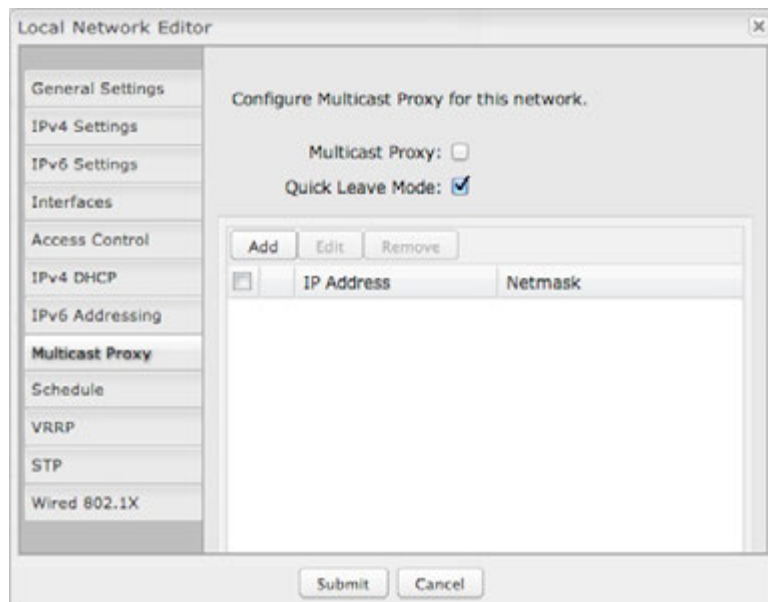 Local Network Editor
General Settings
IPv4 Settings
IPv6 Settings
Interfaces
Access Control
IPv4 DHCP
IPv6 Addressing
Multicast Proxy
Schedule
VRRP
STP
Wired 802.1X
Configure Multicast Proxy for this network.
Multicast Proxy:
Quick Leave Mode:
Add Edit Remove
IP Address Netmask
Submit Cancel